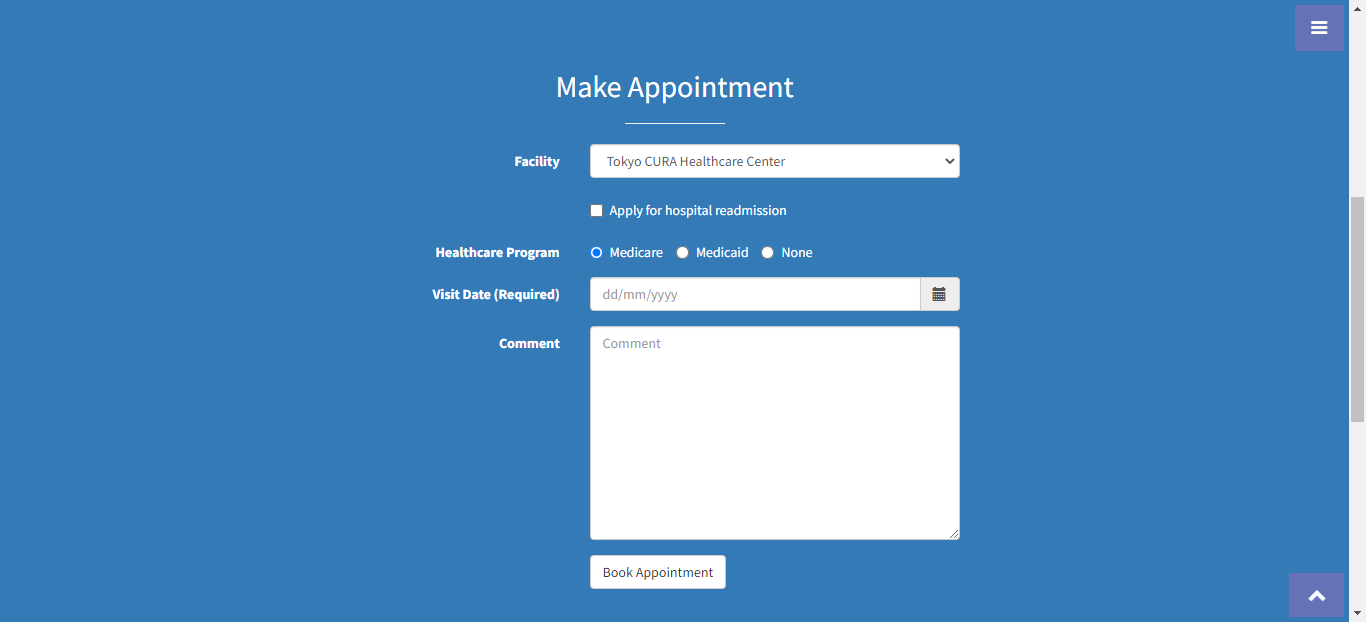 Make Appointment
Facility Tokyo CURA Healthcare Center
Apply for hospital readmission
Healthcare Program Medicare Medicaid None
Visit Date (Required) dd/mm/yyyy
Comment Comment
Book Appointment